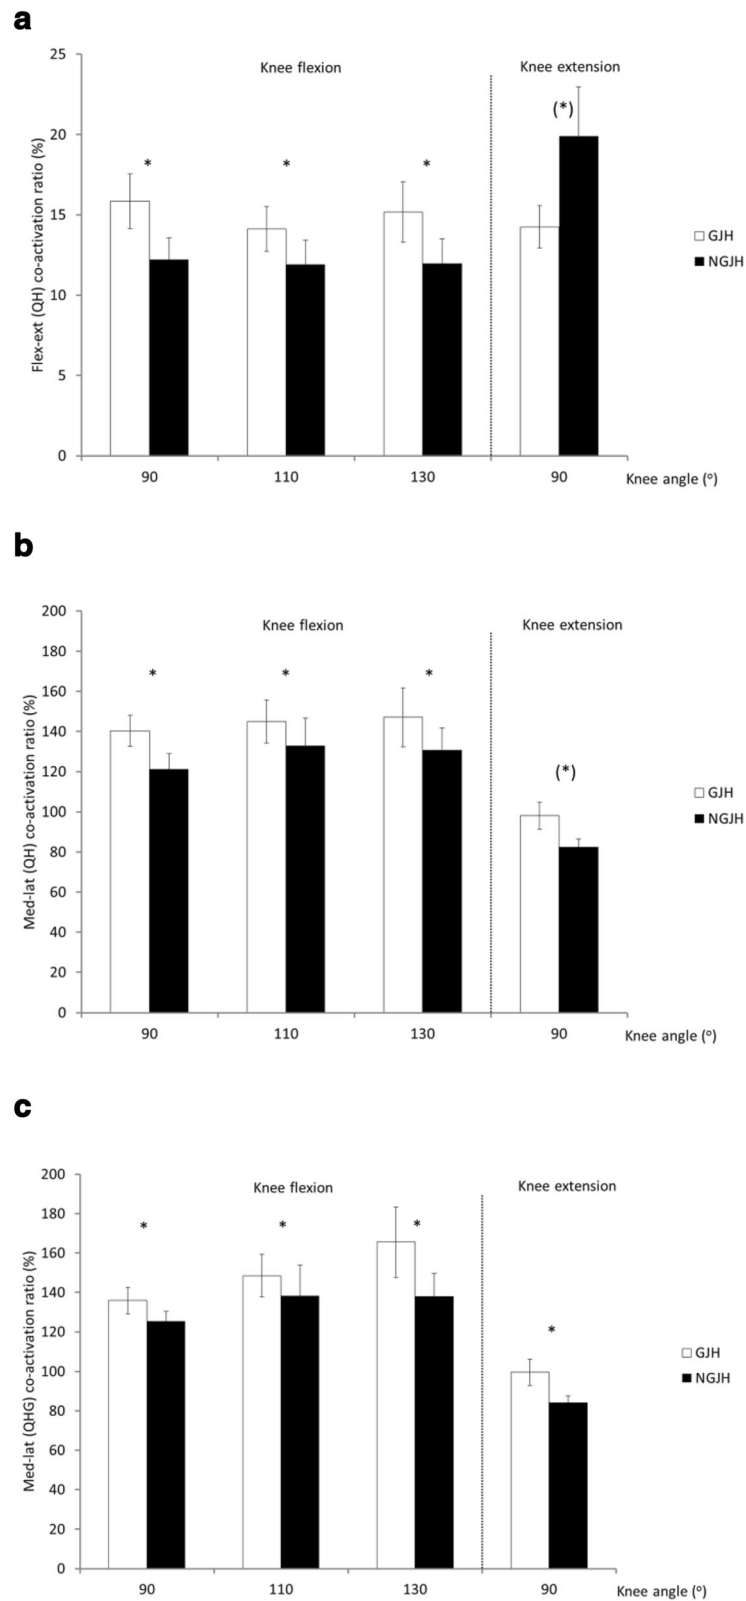 a
25
Knee flexion
Knee extension
20
(*)
*
*
*
15
10
5
0
Flex-ext (QH) co-activation ratio (%)
GJH
NGJH
90
110
130
90
Knee angle (°)
b
200
Knee flexion
Knee extension
180
*
*
*
160
140
120
(*)
100
80
60
40
20
0
Med-lat (QH) co-activation ratio (%)
GJH
NGJH
90
110
130
90
Knee angle (°)
c
200
Knee flexion
Knee extension
180
*
*
*
160
140
120
*
100
80
60
40
20
0
Med-lat (QHG) co-activation ratio (%)
GJH
NGJH
90
110
130
90
Knee angle (°)